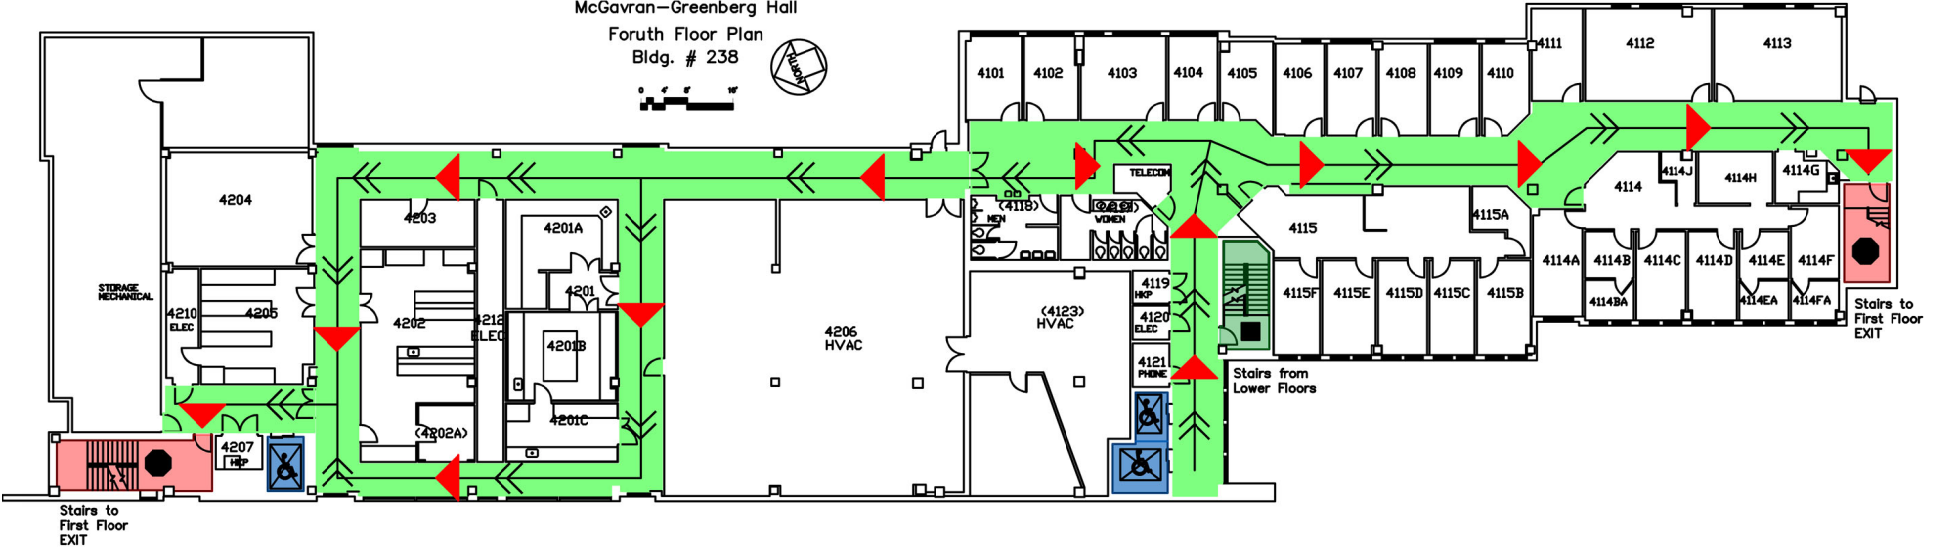 McGavran-Greenberg Hall
Foruth Floor Plan
Bldg. # 238
NORTH
0 4' 8' 16'
4101
4102
4103
4104
4105
4106
4107
4108
4109
4110
4111
4112
4113
4204
4203
4201A
4201
4201B
4201C
4202
(4202A)
4212
ELEC
4205
4210
ELEC
STORAGE
MECHANICAL
4207
HKP
4206
HVAC
(4118)
MEN
WOMEN
TELECOM
(4123)
HVAC
4119
HKP
4120
ELEC
4121
PHONE
4115
4115A
4115F
4115E
4115D
4115C
4115B
4114
4114J
4114H
4114G
4114A
4114B
4114BA
4114C
4114D
4114E
4114EA
4114F
4114FA
Stairs to
First Floor
EXIT
Stairs from
Lower Floors
Stairs to
First Floor
EXIT